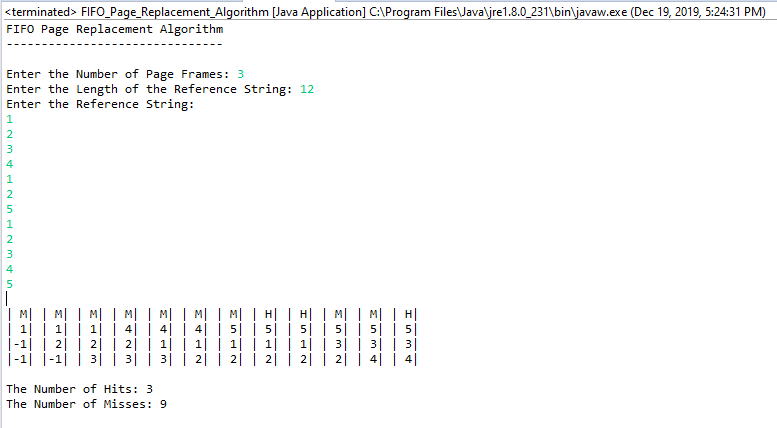 <terminated> FIFO_Page_Replacement_Algorithm [Java Application] C:\Program Files\Java\jre1.8.0_231\bin\javaw.exe (Dec 19, 2019, 5:24:31 PM)
FIFO Page Replacement Algorithm
-------------------------------
Enter the Number of Page Frames: 3
Enter the Length of the Reference String: 12
Enter the Reference String:
1
2
3
4
1
2
5
1
2
3
4
5
| M| | M| | M| | M| | M| | M| | M| | H| | H| | M| | M| | H|
| 1| | 1| | 1| | 4| | 4| | 4| | 5| | 5| | 5| | 5| | 5| | 5|
|-1| | 2| | 2| | 2| | 1| | 1| | 1| | 1| | 1| | 3| | 3| | 3|
|-1| |-1| | 3| | 3| | 3| | 2| | 2| | 2| | 2| | 2| | 4| | 4|
The Number of Hits: 3
The Number of Misses: 9